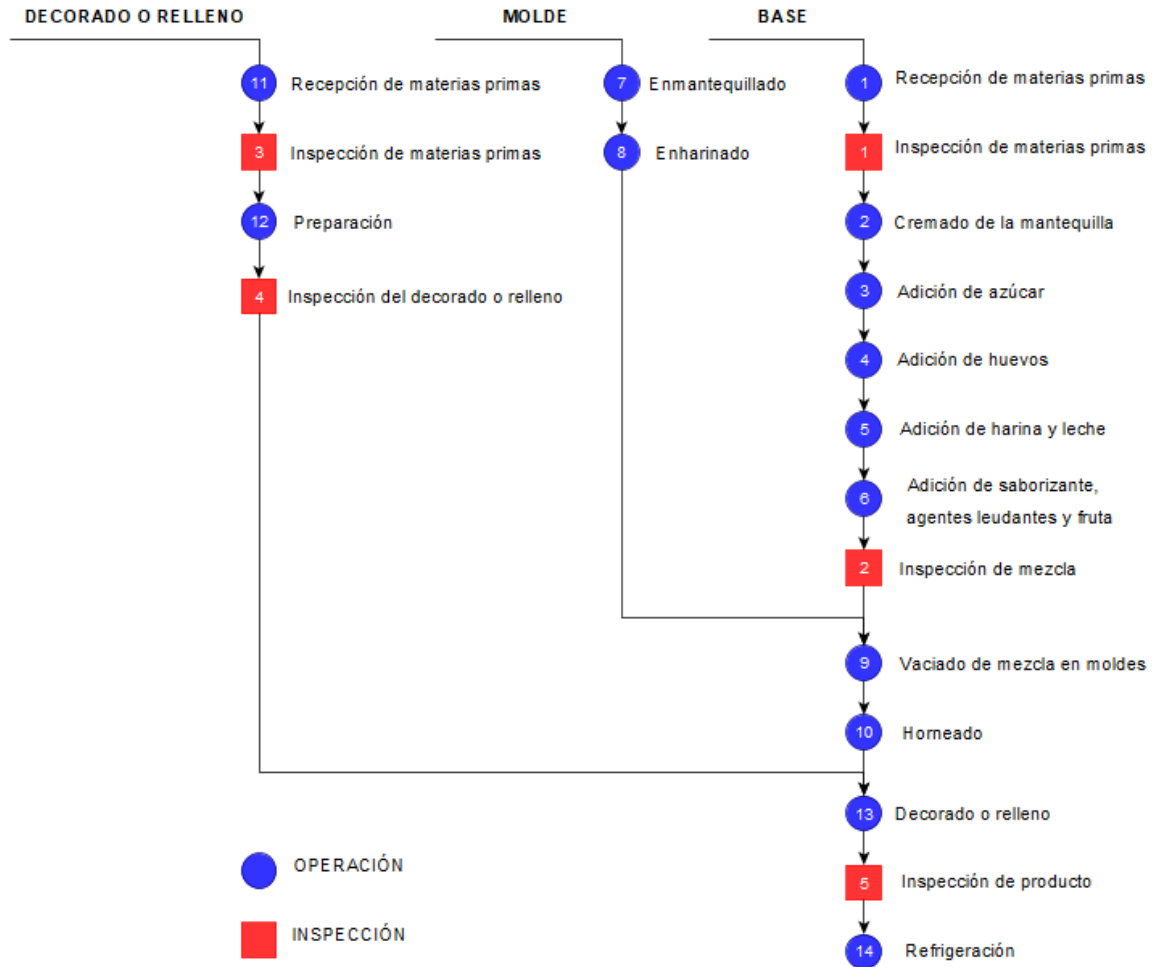 DECORADO O RELLENO
11 Recepción de materias primas
3 Inspección de materias primas
12 Preparación
4 Inspección del decorado o relleno
MOLDE
7 Enmantequillado
8 Enharinado
BASE
1 Recepción de materias primas
1 Inspección de materias primas
2 Cremado de la mantequilla
3 Adición de azúcar
4 Adición de huevos
5 Adición de harina y leche
6 Adición de saborizante,
agentes leudantes y fruta
2 Inspección de mezcla
9 Vaciado de mezcla en moldes
10 Horneado
13 Decorado o relleno
5 Inspección de producto
14 Refrigeración
OPERACIÓN
INSPECCIÓN